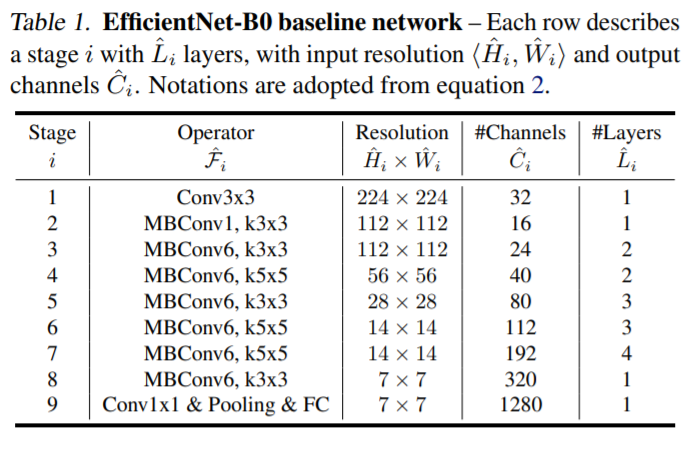 Table 1. EfficientNet-B0 baseline network – Each row describes
a stage i with L̂ᵢ layers, with input resolution ⟨Ĥᵢ, Ŵᵢ⟩ and output
channels Ĉᵢ. Notations are adopted from equation 2.
Stage Operator Resolution #Channels #Layers
i F̂ᵢ Ĥᵢ × Ŵᵢ Ĉᵢ L̂ᵢ
1 Conv3x3 224 × 224 32 1
2 MBConv1, k3x3 112 × 112 16 1
3 MBConv6, k3x3 112 × 112 24 2
4 MBConv6, k5x5 56 × 56 40 2
5 MBConv6, k3x3 28 × 28 80 3
6 MBConv6, k5x5 14 × 14 112 3
7 MBConv6, k5x5 14 × 14 192 4
8 MBConv6, k3x3 7 × 7 320 1
9 Conv1x1 & Pooling & FC 7 × 7 1280 1